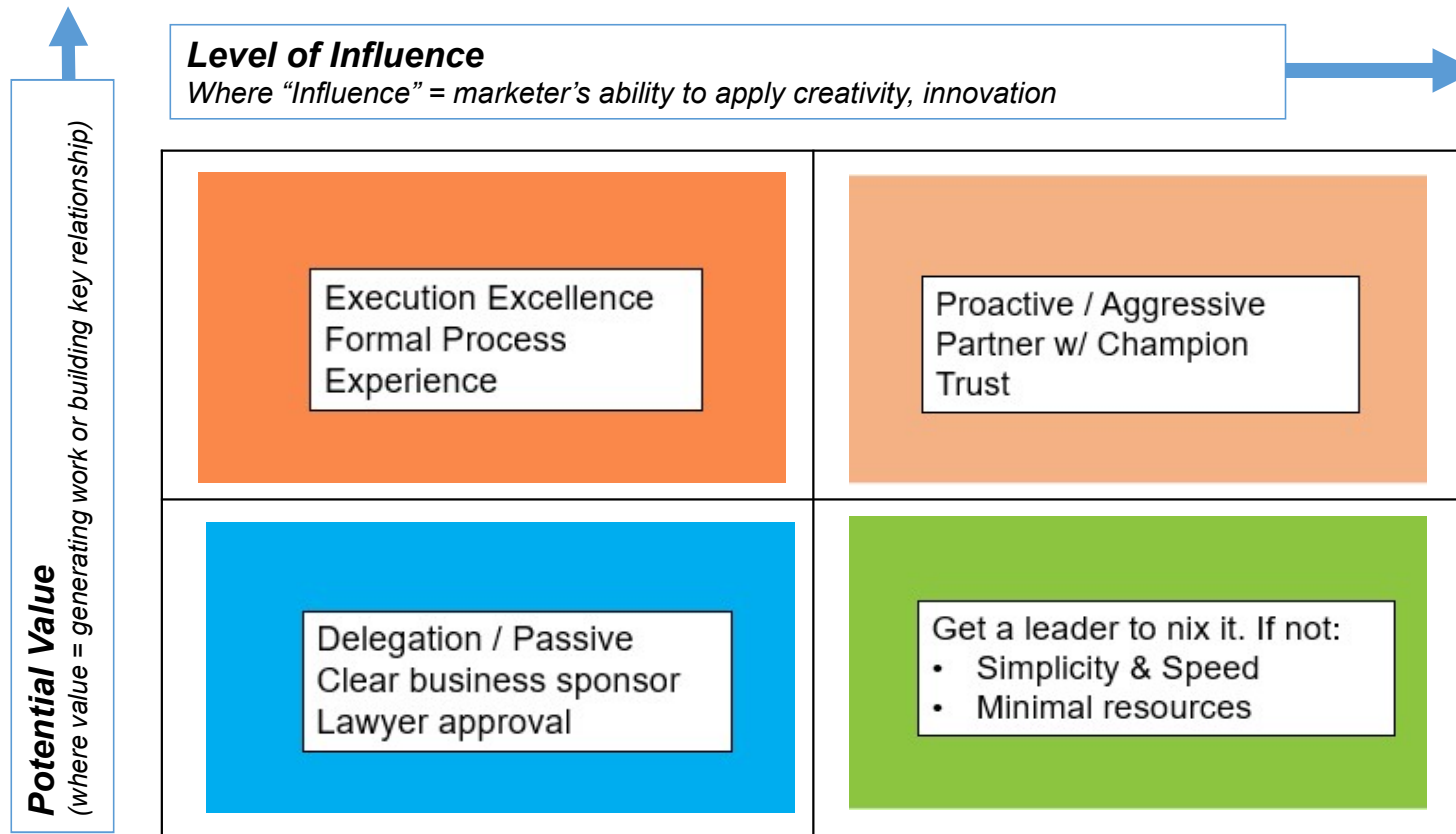 Level of Influence
Where “Influence” = marketer’s ability to apply creativity, innovation
Potential Value
(where value = generating work or building key relationship)
Execution Excellence
Formal Process
Experience
Proactive / Aggressive
Partner w/ Champion
Trust
Delegation / Passive
Clear business sponsor
Lawyer approval
Get a leader to nix it. If not:
• Simplicity & Speed
• Minimal resources